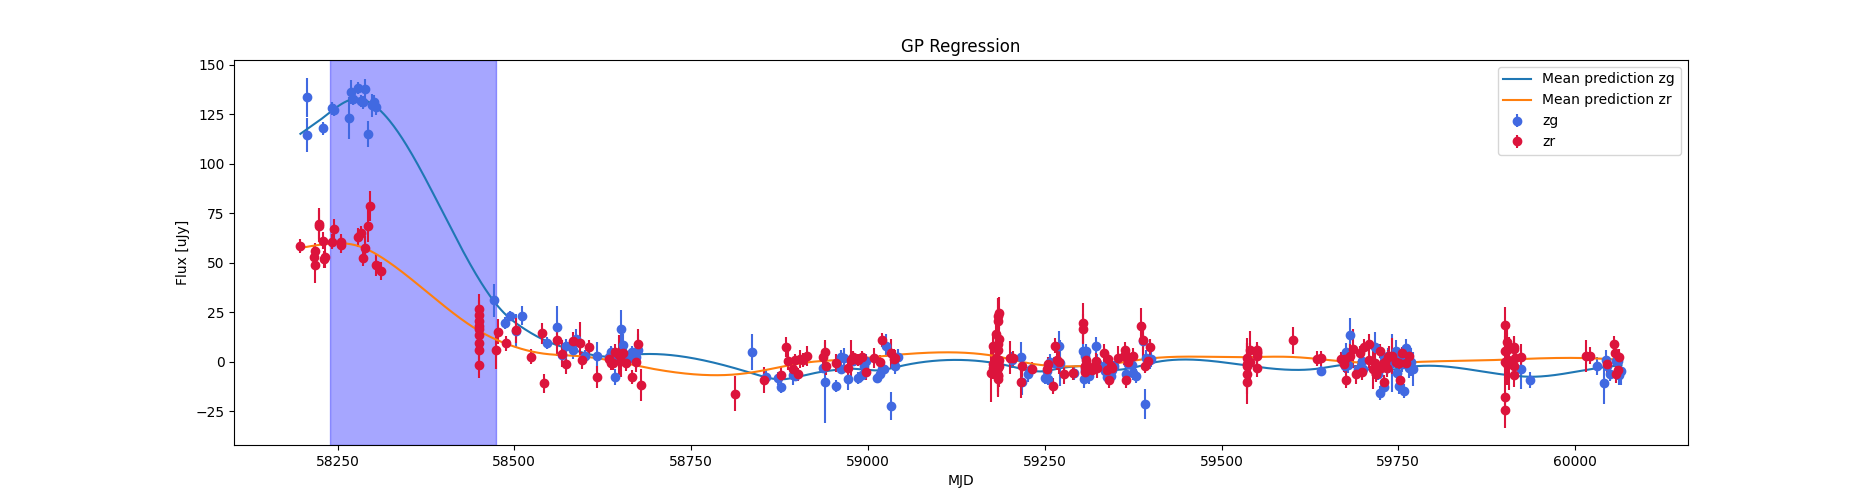 GP Regression
Mean prediction zg
Mean prediction zr
zg
zr
Flux [uJy]
150
125
100
75
50
25
0
−25
58250
58500
58750
59000
59250
59500
59750
60000
MJD